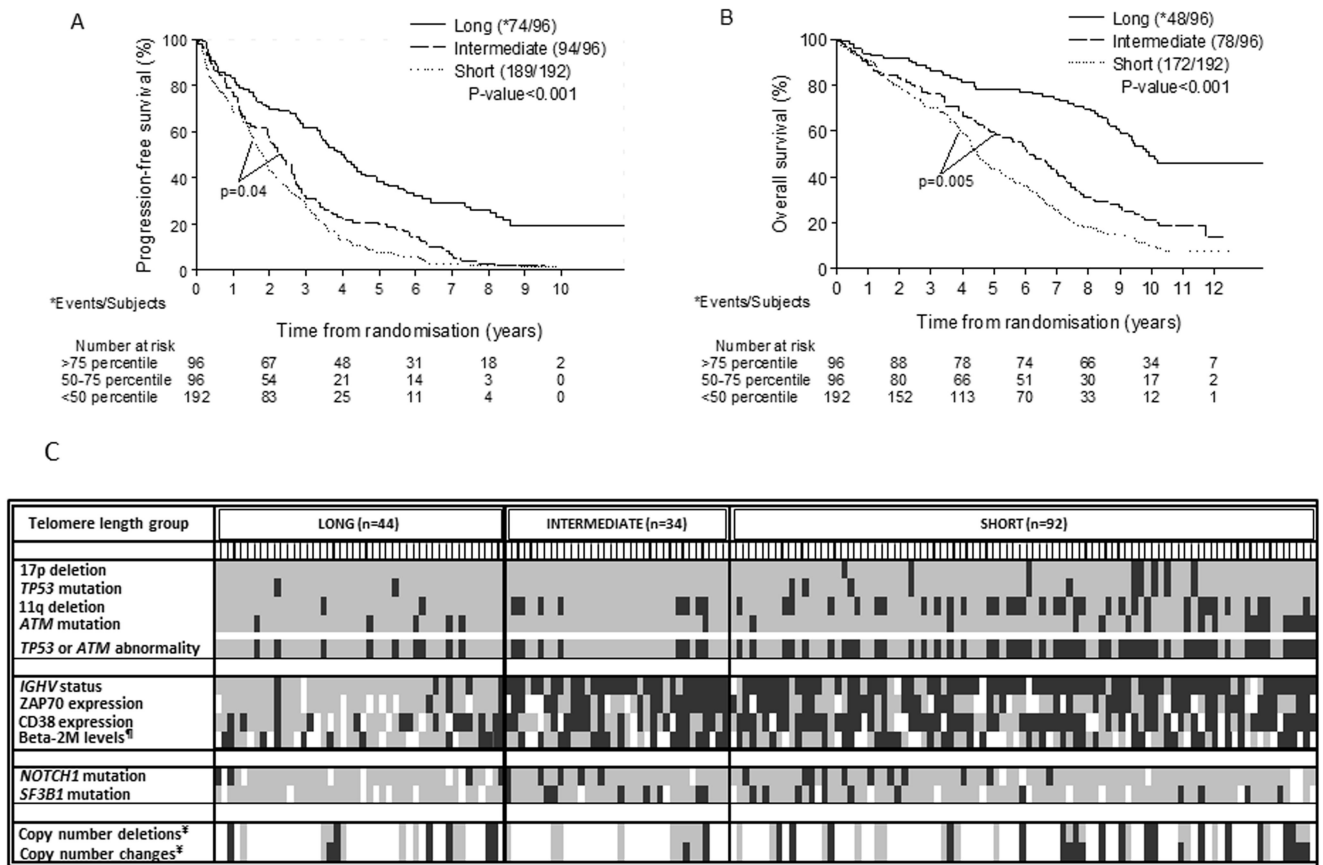 A
Long (*74/96)
Intermediate (94/96)
Short (189/192)
P-value<0.001
Progression-free survival (%)
100
80
60
40
20
0
p=0.04
0 1 2 3 4 5 6 7 8 9 10
*Events/Subjects
Time from randomisation (years)
Number at risk
>75 percentile 96 67 48 31 18 2
50-75 percentile 96 54 21 14 3 0
<50 percentile 192 83 25 11 4 0
B
Long (*48/96)
Intermediate (78/96)
Short (172/192)
P-value<0.001
Overall survival (%)
100
80
60
40
20
0
p=0.005
0 1 2 3 4 5 6 7 8 9 10 11 12
*Events/Subjects
Time from randomisation (years)
Number at risk
>75 percentile 96 88 78 74 66 34 7
50-75 percentile 96 80 66 51 30 17 2
<50 percentile 192 152 113 70 33 12 1
C
Telomere length group LONG (n=44) INTERMEDIATE (n=34) SHORT (n=92)
17p deletion
TP53 mutation
11q deletion
ATM mutation
TP53 or ATM abnormality
IGHV status
ZAP70 expression
CD38 expression
Beta-2M levels¶
NOTCH1 mutation
SF3B1 mutation
Copy number deletions¥
Copy number changes¥